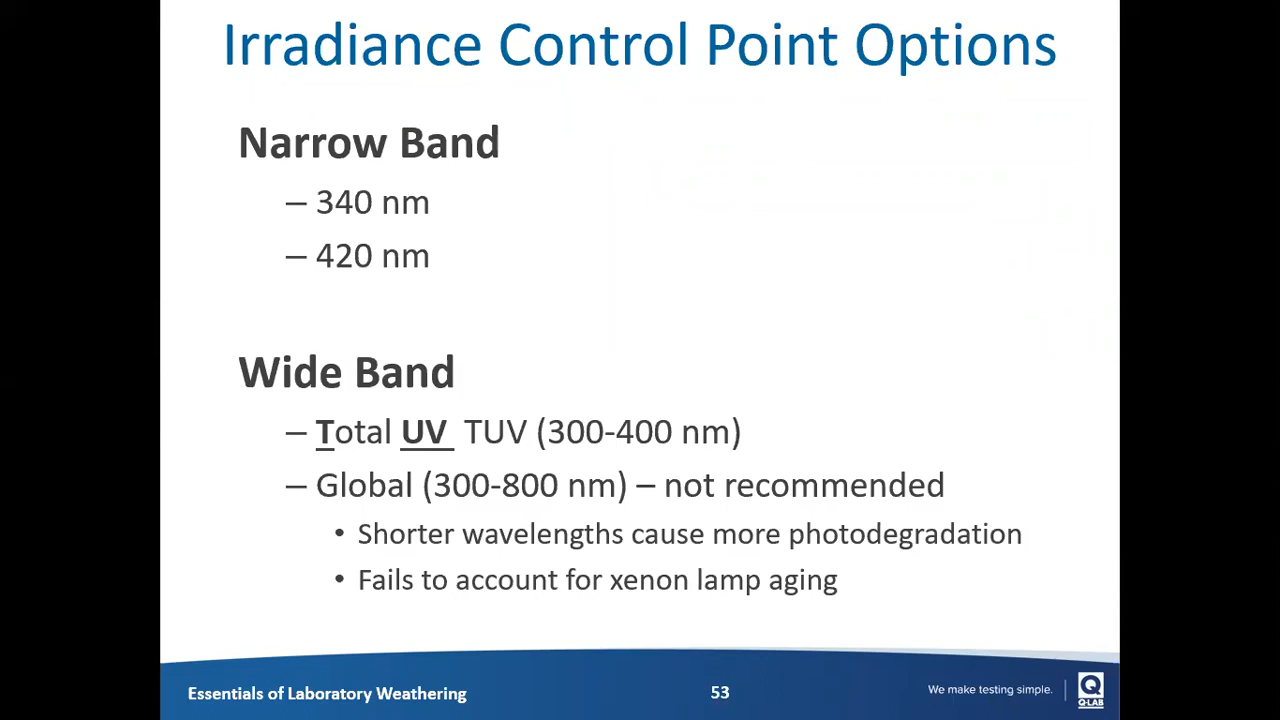 Irradiance Control Point Options
Narrow Band
– 340 nm
– 420 nm
Wide Band
– Total UV TUV (300-400 nm)
– Global (300-800 nm) – not recommended
• Shorter wavelengths cause more photodegradation
• Fails to account for xenon lamp aging
Essentials of Laboratory Weathering
53
We make testing simple.
Q
Q-LAB